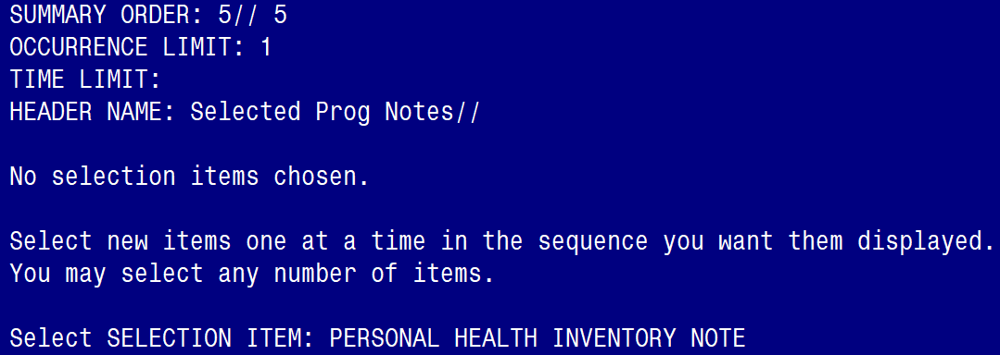 SUMMARY ORDER: 5// 5
OCCURRENCE LIMIT: 1
TIME LIMIT:
HEADER NAME: Selected Prog Notes//
No selection items chosen.
Select new items one at a time in the sequence you want them displayed.
You may select any number of items.
Select SELECTION ITEM: PERSONAL HEALTH INVENTORY NOTE